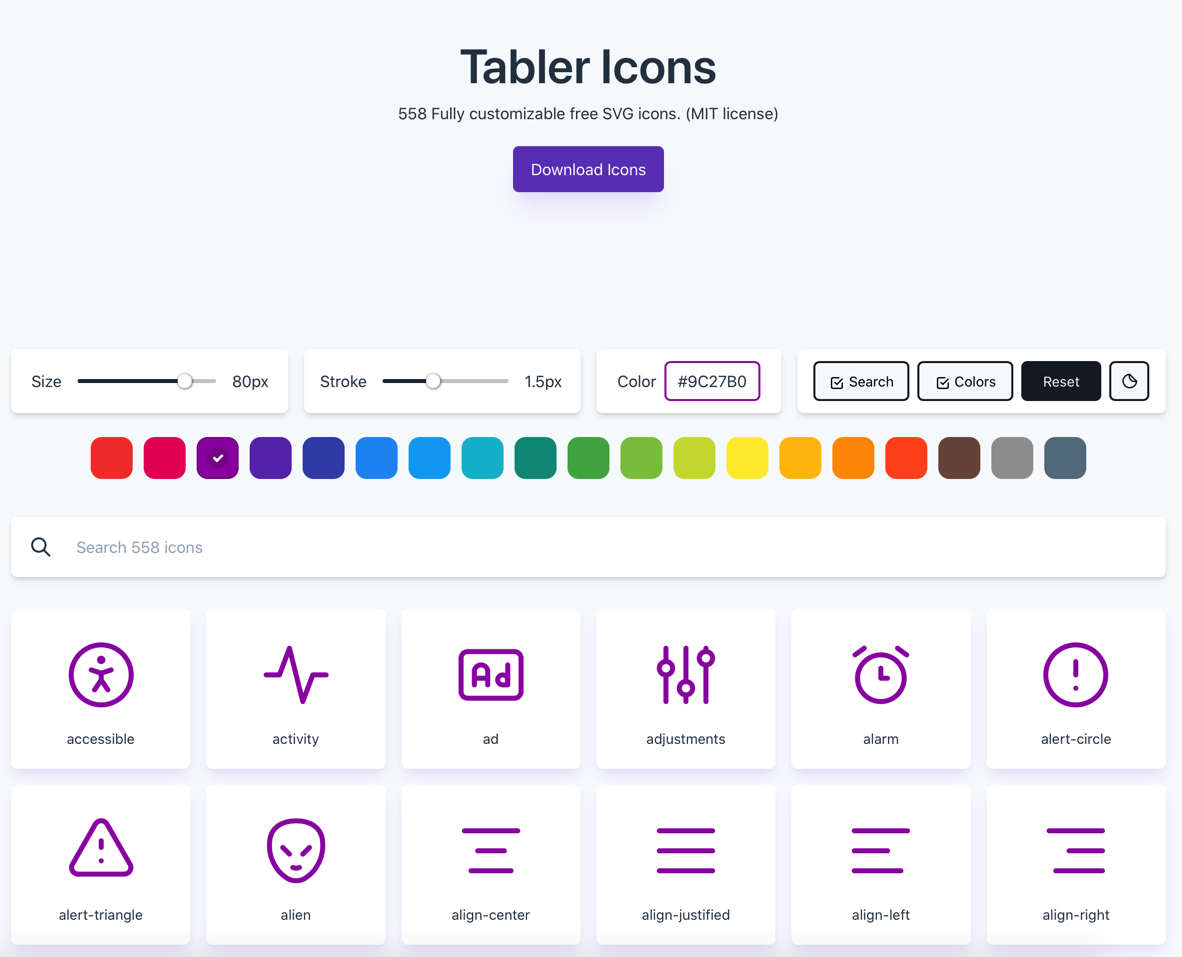 Tabler Icons
558 Fully customizable free SVG icons. (MIT license)
Download Icons
Size 80px Stroke 1.5px Color #9C27B0 Search Colors Reset
Search 558 icons
Ad
accessible activity ad adjustments alarm alert-circle
alert-triangle alien align-center align-justified align-left align-right